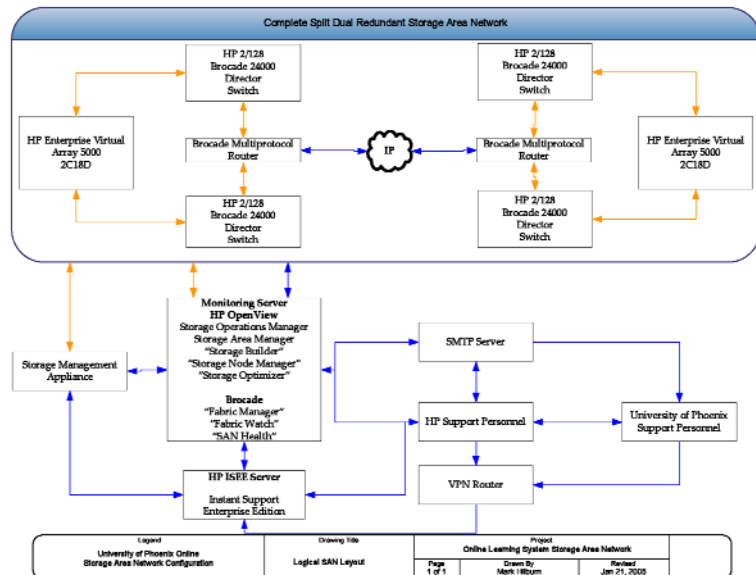 Complete Split Dual Redundant Storage Area Network
HP 2/128
Brocade 24000
Director
Switch
HP 2/128
Brocade 24000
Director
Switch
HP Enterprise Virtual
Array 5000
2C18D
Brocade Multiprotocol
Router
IP
Brocade Multiprotocol
Router
HP Enterprise Virtual
Array 5000
2C18D
HP 2/128
Brocade 24000
Director
Switch
HP 2/128
Brocade 24000
Director
Switch
Monitoring Server
HP OpenView
Storage Operations Manager
Storage Area Manager
"Storage Builder"
"Storage Node Manager"
"Storage Optimizer"
Brocade
"Fabric Manager"
"Fabric Watch"
"SAN Health"
Storage Management
Appliance
SMTP Server
HP Support Personnel
University of Phoenix
Support Personnel
HP ISEE Server
Instant Support
Enterprise Edition
VPN Router
Legend
University of Phoenix Online
Storage Area Network Configuration
Drawing Title
Logical SAN Layout
Project
Online Learning System Storage Area Network
Page
1 of 1
Drawn By
Mark Hilburn
Revised
Jan 21, 2005